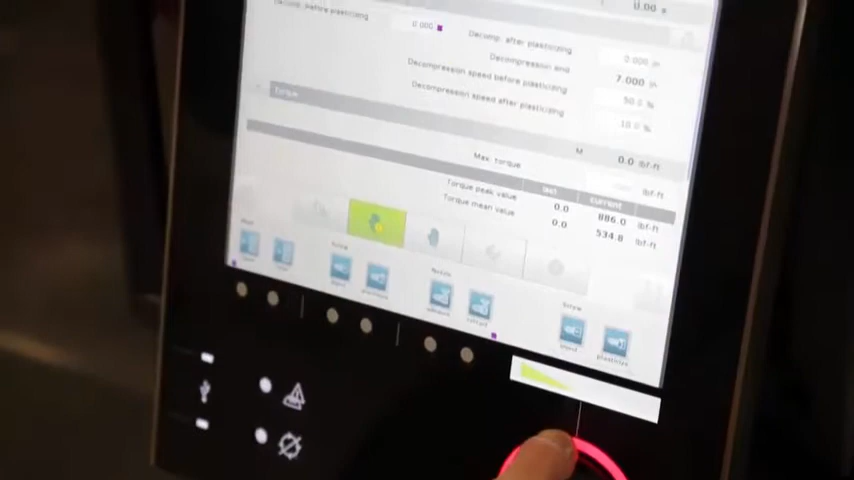 0.00 s
Decomp. before plasticizing 0.000
Decomp. after plasticizing 0.000 in
Decompression end 7.000 in
Decompression speed before plasticizing 50.0 %
Decompression speed after plasticizing 10.0 %
Torque
M 0.0 lbf-ft
Max. torque lbf-ft
last current
Torque peak value 0.0 886.0 lbf-ft
Torque mean value 0.0 534.8 lbf-ft
Screw
Nozzle
advance retract
Screw
plasticize